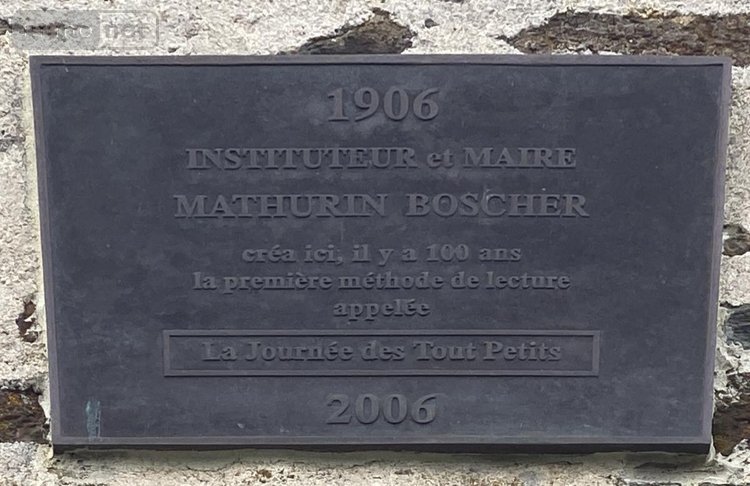 1906
INSTITUTEUR et MAIRE
MATHURIN BOSCHER
créa ici, il y a 100 ans
la première méthode de lecture
appelée
La Journée des Tout Petits
2006